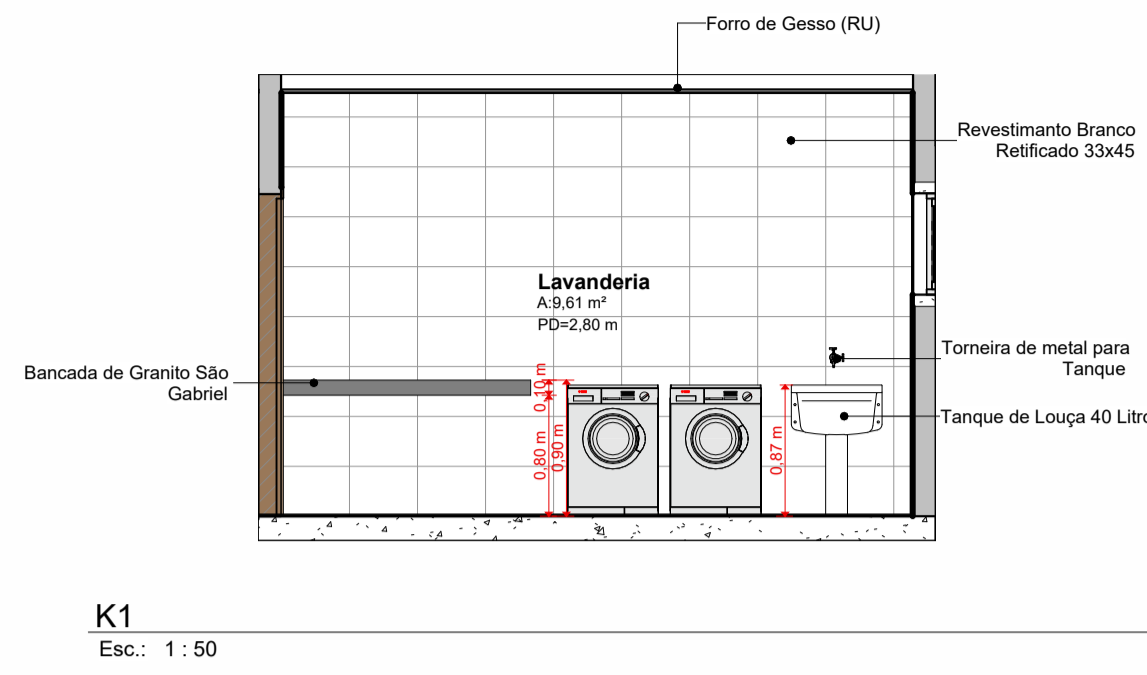 Forro de Gesso (RU)
Revestimanto Branco
Retificado 33x45
Lavanderia
A:9,61 m²
PD=2,80 m
Bancada de Granito São
Gabriel
Torneira de metal para
Tanque
Tanque de Louça 40 Litro
0,10 m
0,80 m
0,90 m
0,87 m
K1
Esc.: 1 : 50